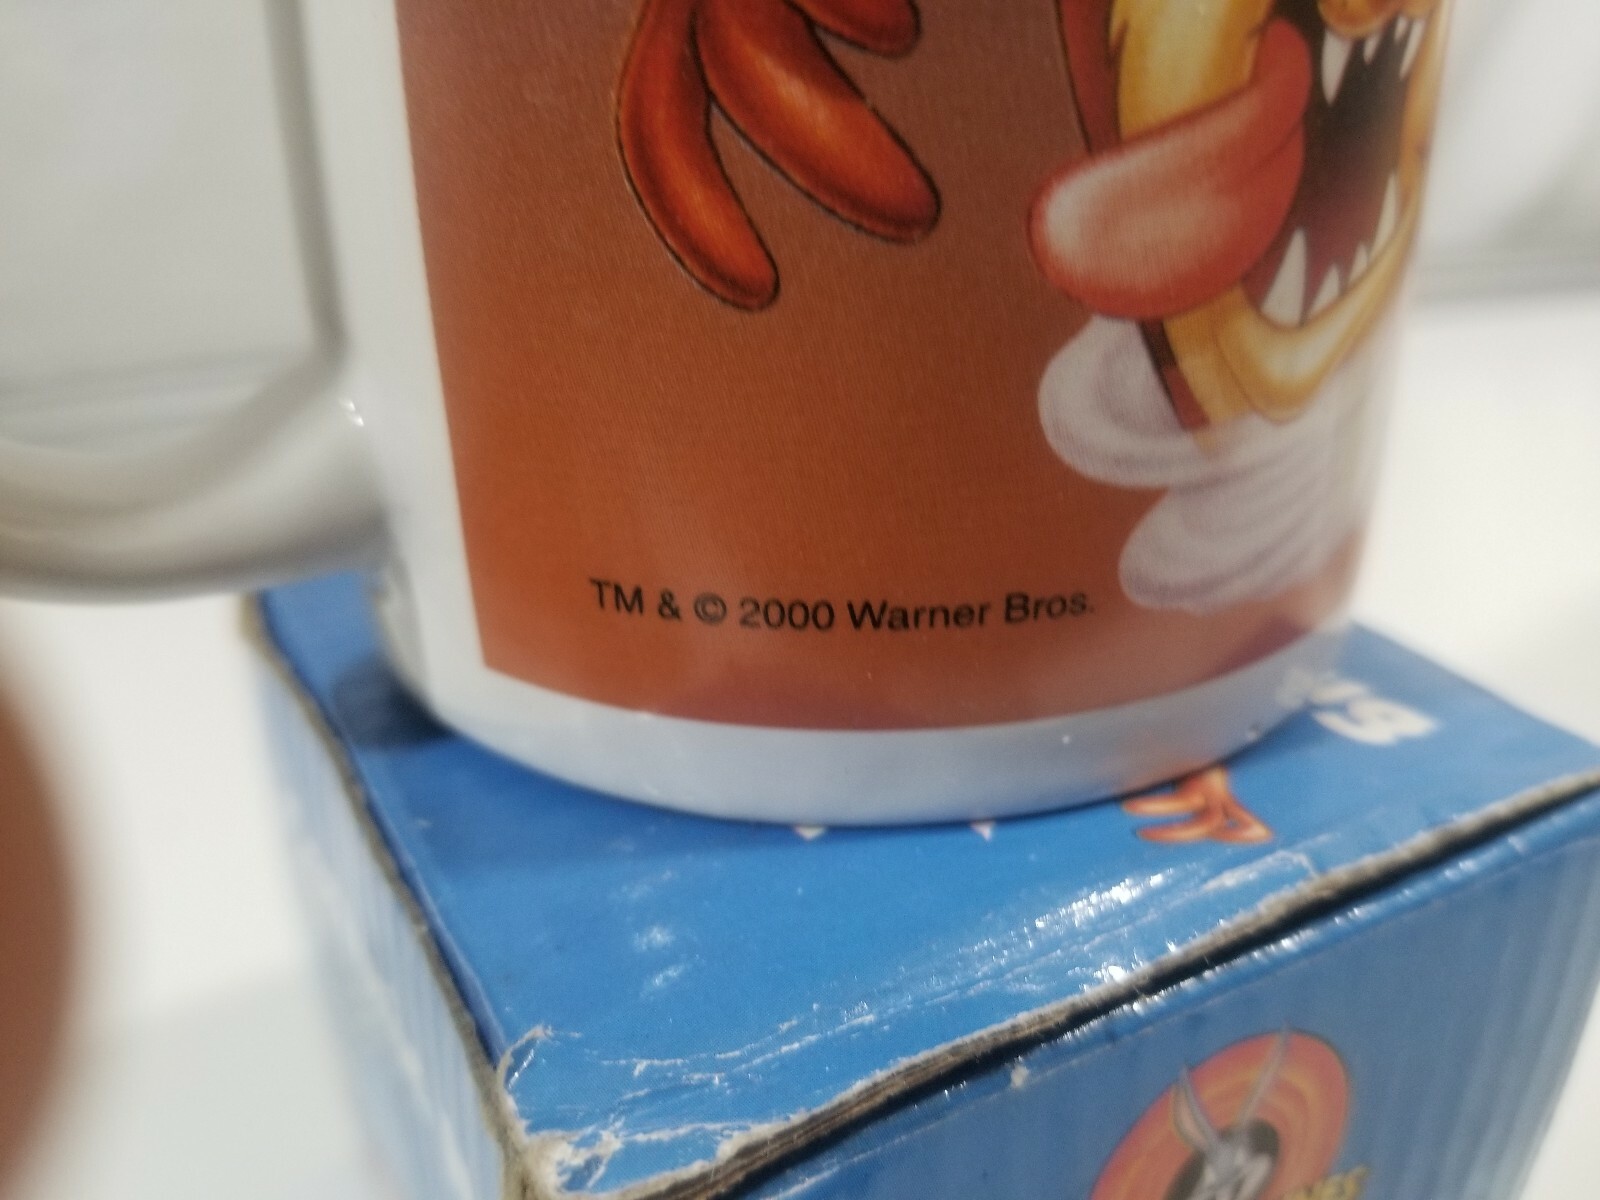 TM & © 2000 Warner Bros.